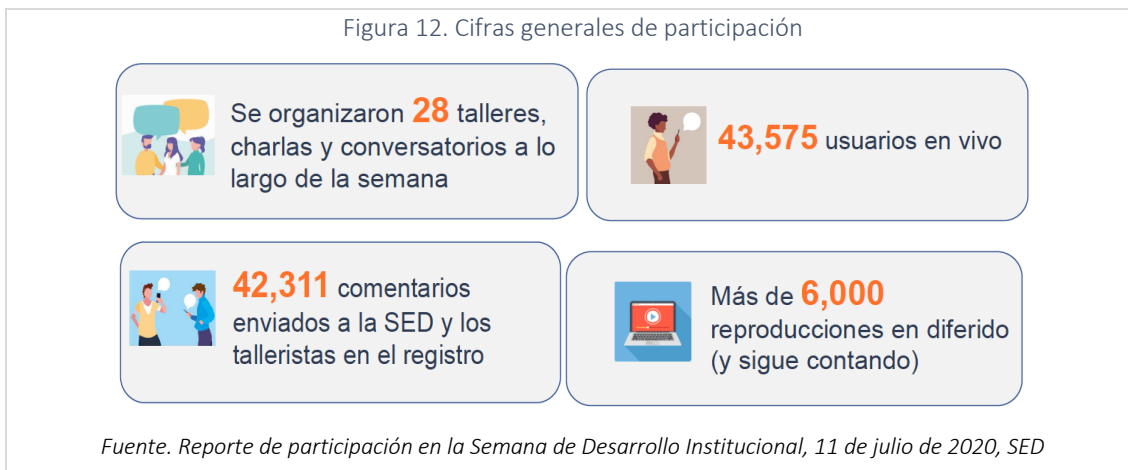 Figura 12. Cifras generales de participación
Se organizaron 28 talleres,
charlas y conversatorios a lo
largo de la semana
43,575 usuarios en vivo
42,311 comentarios
enviados a la SED y los
talleristas en el registro
Más de 6,000
reproducciones en diferido
(y sigue contando)
Fuente. Reporte de participación en la Semana de Desarrollo Institucional, 11 de julio de 2020, SED